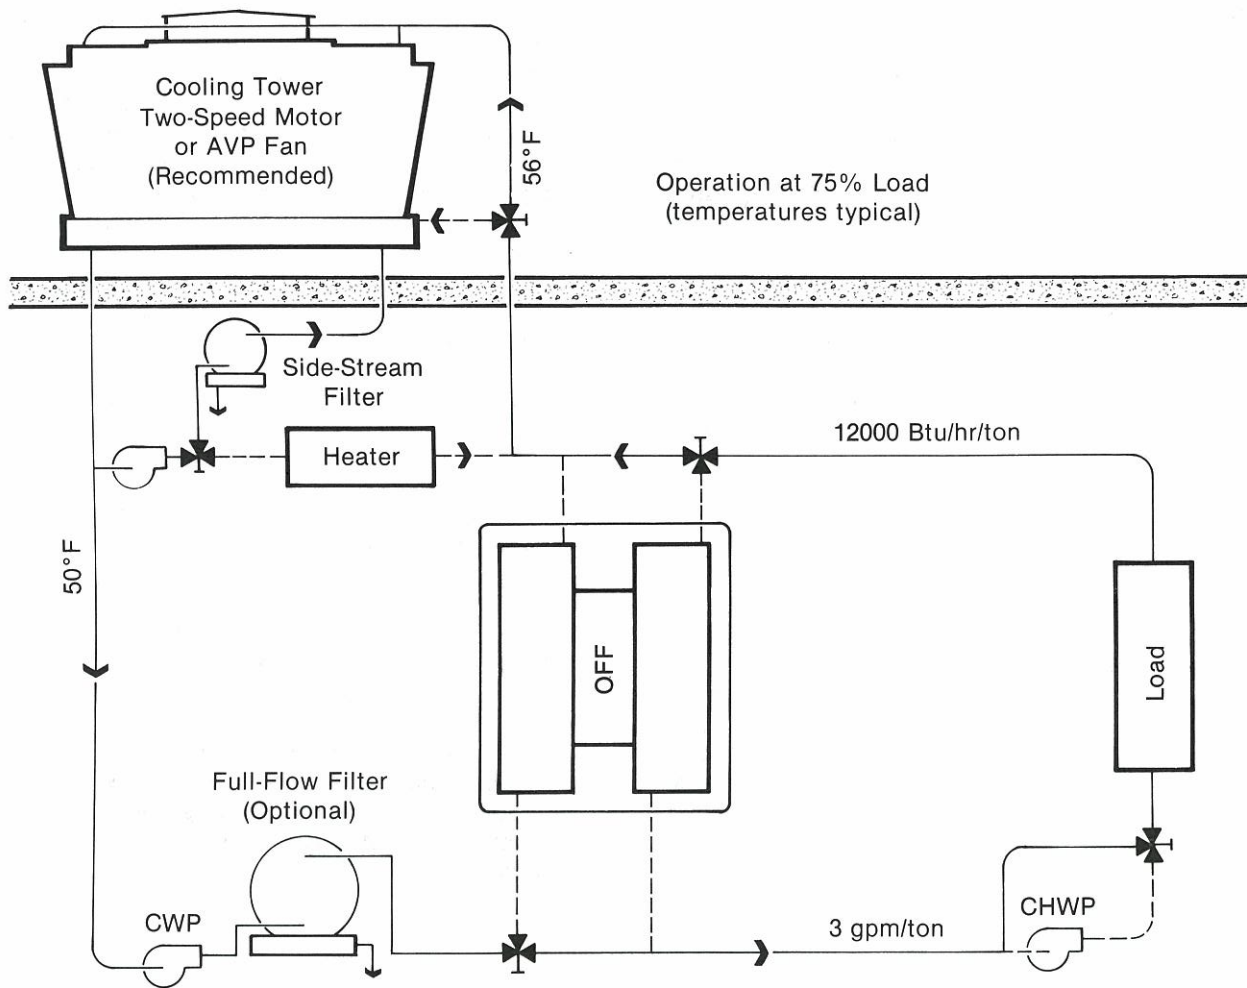 Cooling Tower
Two-Speed Motor
or AVP Fan
(Recommended)
56°F
Operation at 75% Load
(temperatures typical)
Side-Stream
Filter
Heater
12000 Btu/hr/ton
50°F
OFF
Load
Full-Flow Filter
(Optional)
CWP
3 gpm/ton
CHWP